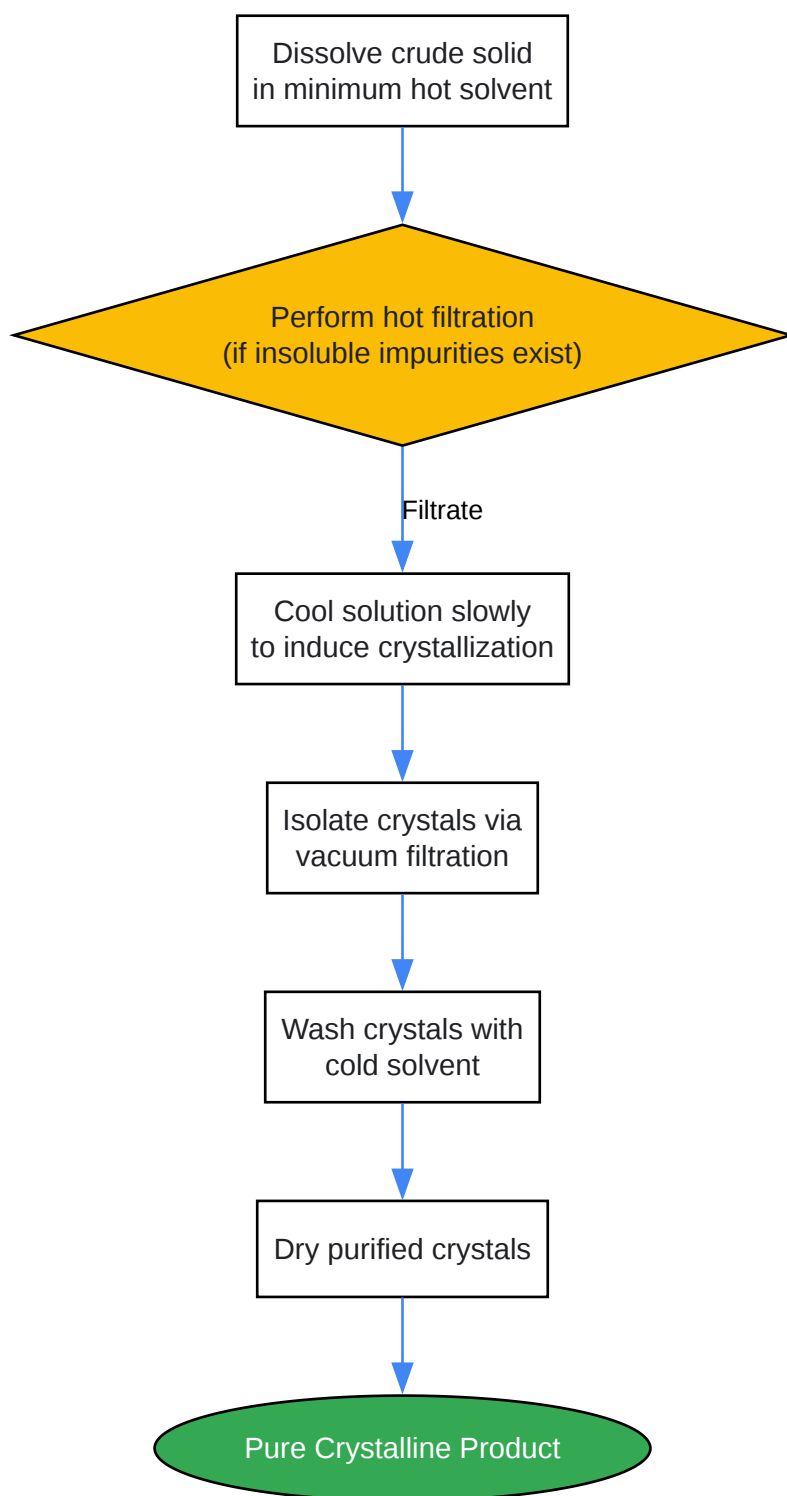 Dissolve crude solid
in minimum hot solvent
Perform hot filtration
(if insoluble impurities exist)
Filtrate
Cool solution slowly
to induce crystallization
Isolate crystals via
vacuum filtration
Wash crystals with
cold solvent
Dry purified crystals
Pure Crystalline Product